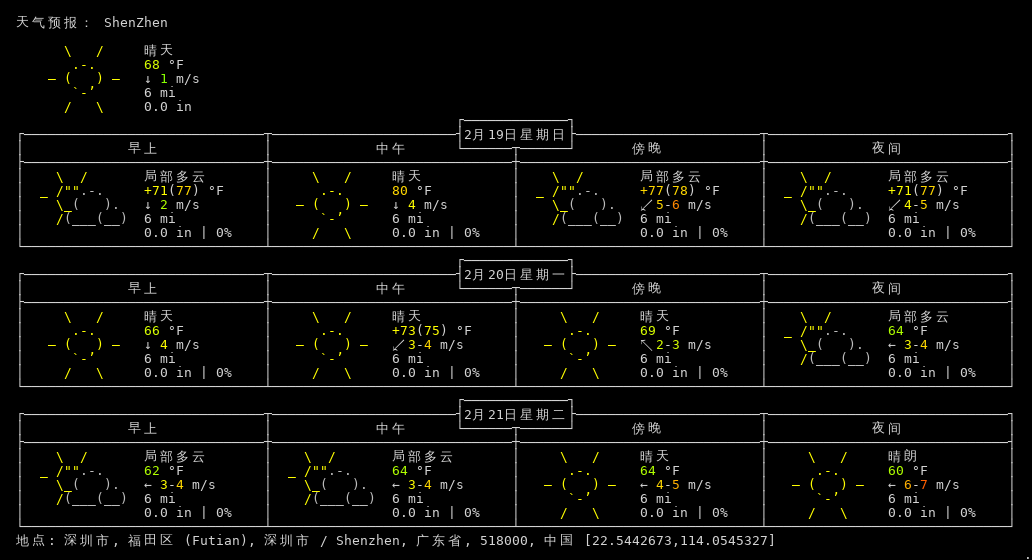 天气预报： ShenZhen
晴天
68 °F
↓ 1 m/s
6 mi
0.0 in
2月19日星期日
早上 中午 傍晚 夜间
局部多云 晴天 局部多云 局部多云
+71(77) °F 80 °F +77(78) °F +71(77) °F
↓ 2 m/s ↓ 4 m/s ↙ 5-6 m/s ↙ 4-5 m/s
6 mi 6 mi 6 mi 6 mi
0.0 in | 0% 0.0 in | 0% 0.0 in | 0% 0.0 in | 0%
2月20日星期一
早上 中午 傍晚 夜间
晴天 晴天 晴天 局部多云
66 °F +73(75) °F 69 °F 64 °F
↓ 4 m/s ↙ 3-4 m/s ↖ 2-3 m/s ← 3-4 m/s
6 mi 6 mi 6 mi 6 mi
0.0 in | 0% 0.0 in | 0% 0.0 in | 0% 0.0 in | 0%
2月21日星期二
早上 中午 傍晚 夜间
局部多云 局部多云 晴天 晴朗
62 °F 64 °F 64 °F 60 °F
← 3-4 m/s ← 3-4 m/s ← 4-5 m/s ← 6-7 m/s
6 mi 6 mi 6 mi 6 mi
0.0 in | 0% 0.0 in | 0% 0.0 in | 0% 0.0 in | 0%
地点: 深圳市, 福田区 (Futian), 深圳市 / Shenzhen, 广东省, 518000, 中国 [22.5442673,114.0545327]